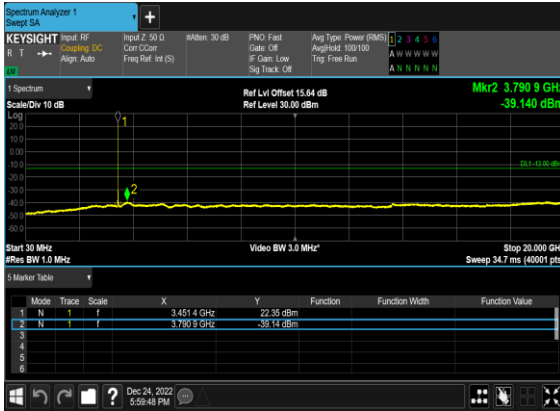 Spectrum Analyzer 1
Swept SA
+
KEYSIGHT Input: RF Input Z: 50 Ω #Atten: 30 dB PNO: Fast Avg Type: Power (RMS) 1 2 3 4 5 6
R T Coupling: DC Corr CCorr Gate: Off Avg|Hold: 100/100 A W W W W W
Align: Auto Freq Ref: Int (S) IF Gain: Low Trig: Free Run
Sig Track: Off A N N N N N
1 Spectrum Ref Lvl Offset 15.64 dB Mkr2 3.790 9 GHz
Scale/Div 10 dB Ref Level 30.00 dBm -39.140 dBm
Log
20.0
10.0
0.00
-10.0
-20.0
-30.0
-40.0
-50.0
-60.0
1
2
DL1 -13.00 dBm
Start 30 MHz Video BW 3.0 MHz* Stop 20.000 GHz
#Res BW 1.0 MHz Sweep 34.7 ms (40001 pts)
5 Marker Table
Mode Trace Scale X Y Function Function Width Function Value
1 N 1 f 3.451 4 GHz 22.35 dBm
2 N 1 f 3.790 9 GHz -39.14 dBm
3
4
5
6
? Dec 24, 2022
5:59:48 PM